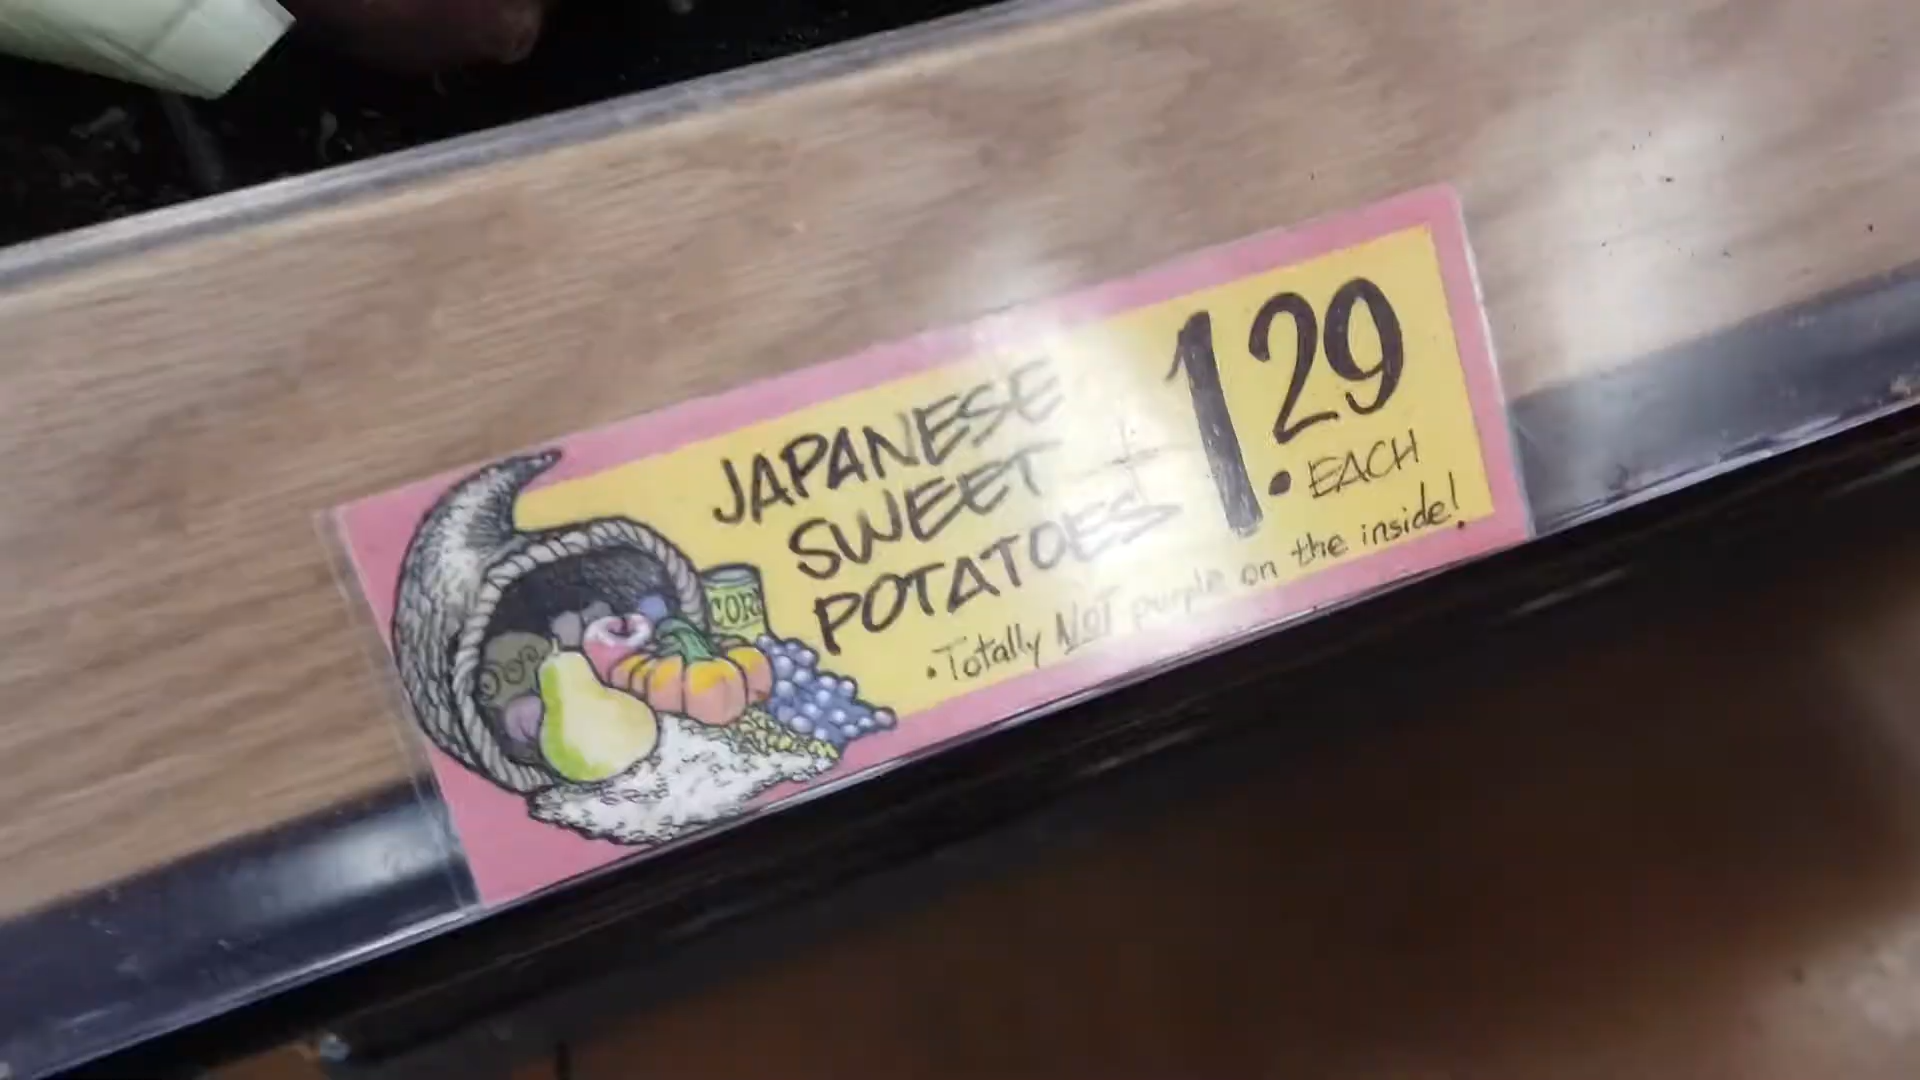 JAPANESE
SWEET
POTATOES
$1.29
EACH
•Totally NOT purple on the inside!
CORN